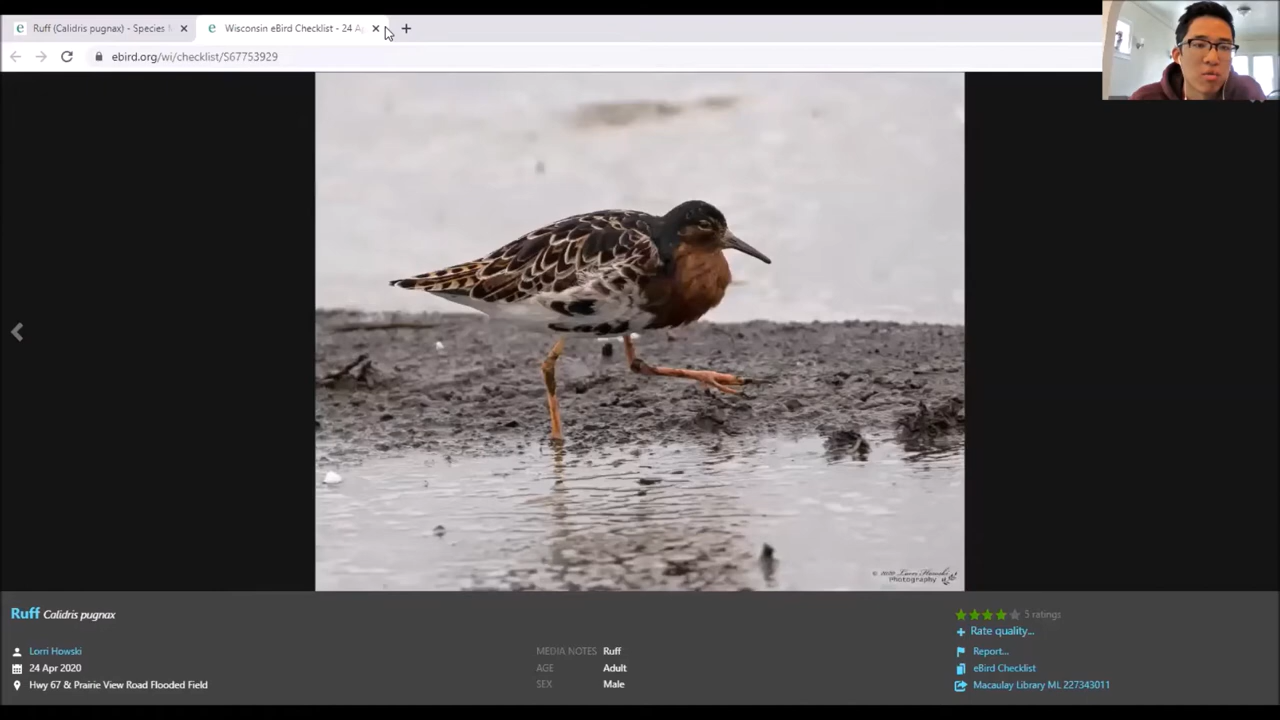 Ruff (Calidris pugnax) - Species
Wisconsin eBird Checklist - 24 A
ebird.org/wi/checklist/S67753929
Photography
Ruff Calidris pugnax
5 ratings
Rate quality...
Lorri Howski
MEDIA NOTES Ruff
Report...
24 Apr 2020
AGE Adult
eBird Checklist
Hwy 67 & Prairie View Road Flooded Field
SEX Male
Macaulay Library ML 227343011